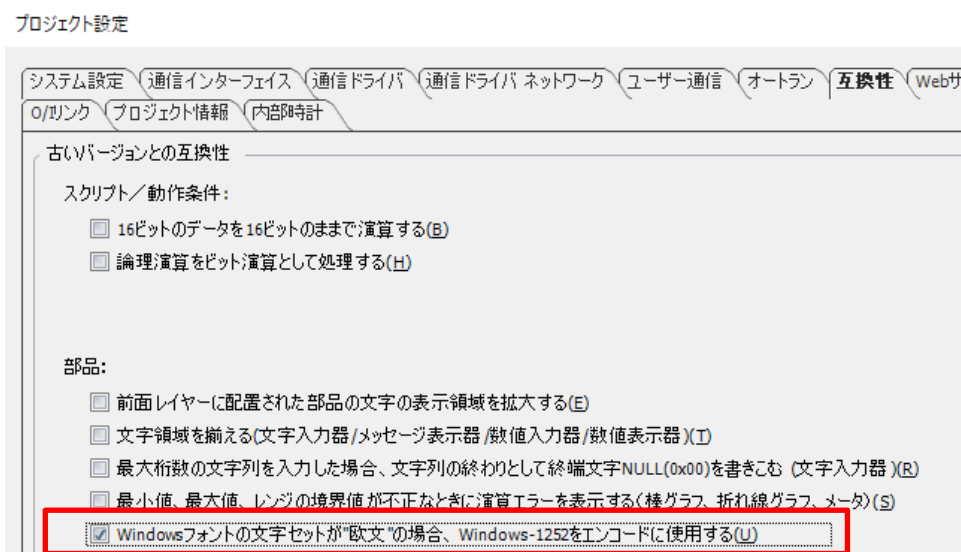 プロジェクト設定
システム設定 通信インターフェイス 通信ドライバ 通信ドライバ ネットワーク ユーザー通信 オートラン 互換性 Webサ
O/Iリンク プロジェクト情報 内部時計
古いバージョンとの互換性
スクリプト/動作条件:
16ビットのデータを16ビットのままで演算する(B)
論理演算をビット演算として処理する(H)
部品:
前面レイヤーに配置された部品の文字の表示領域を拡大する(E)
文字領域を揃える(文字入力器/メッセージ表示器/数値入力器/数値表示器)(T)
最大桁数の文字列を入力した場合、文字列の終わりとして終端文字NULL(0x00)を書きこむ (文字入力器)(R)
最小値、最大値、レンジの境界値が不正なときに演算エラーを表示する(棒グラフ、折れ線グラフ、メータ)(S)
Windowsフォントの文字セットが"欧文"の場合、Windows-1252をエンコードに使用する(U)